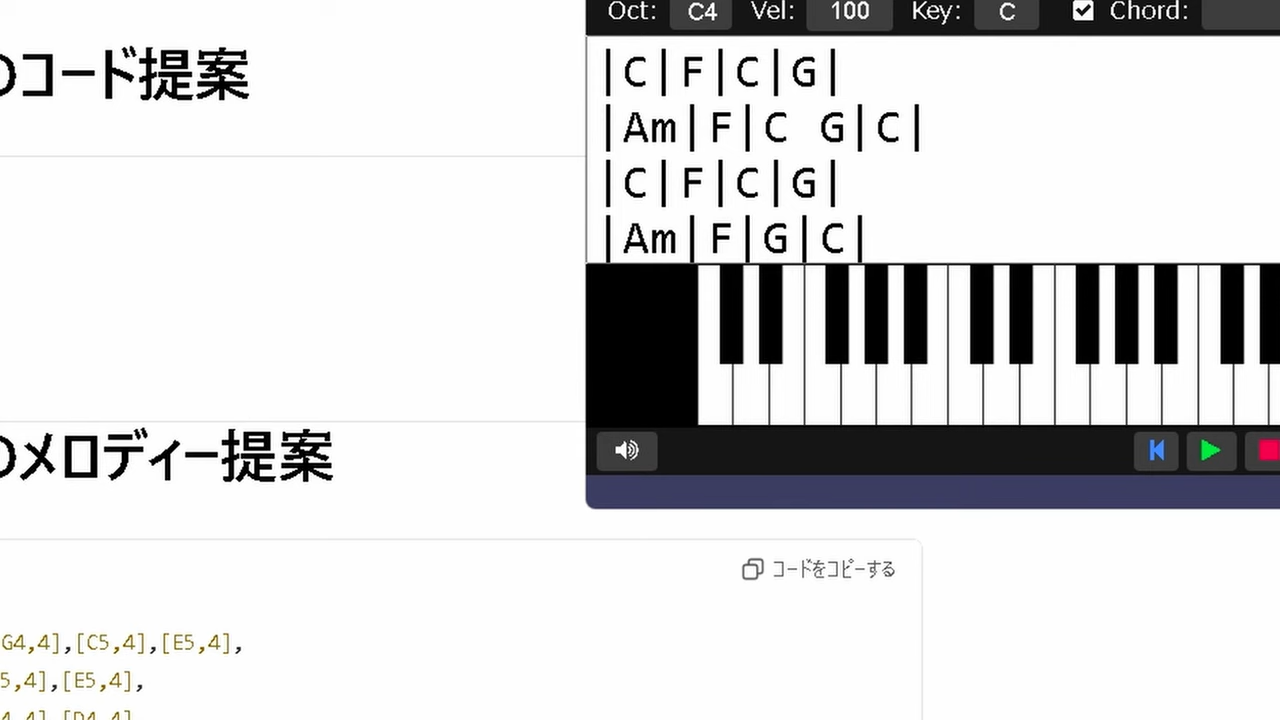 Oct: C4 Vel: 100 Key: C Chord:
のコード提案
|C|F|C|G|
|Am|F|C G|C|
|C|F|C|G|
|Am|F|G|C|
のメロディー提案
コードをコピーする
G4,4],[C5,4],[E5,4],
5,4],[E5,4],